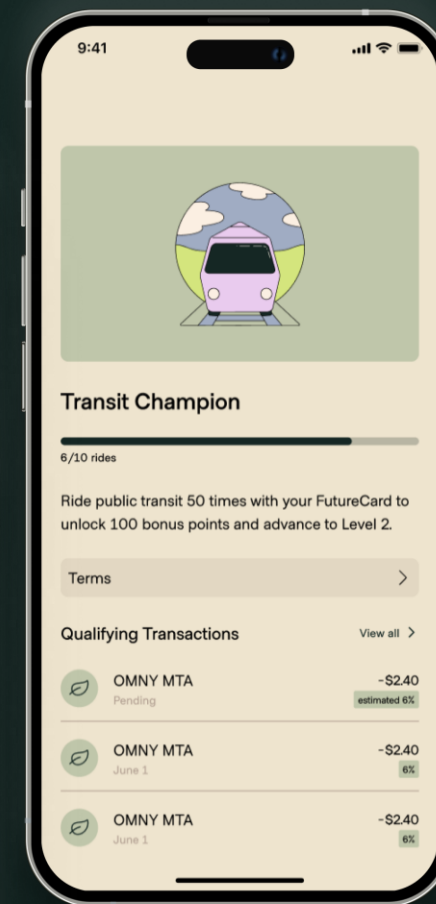 9:41
Transit Champion
6/10 rides
Ride public transit 50 times with your FutureCard to
unlock 100 bonus points and advance to Level 2.
Terms
Qualifying Transactions View all
OMNY MTA -$2.40
Pending estimated 6%
OMNY MTA -$2.40
June 1 6%
OMNY MTA -$2.40
June 1 6%